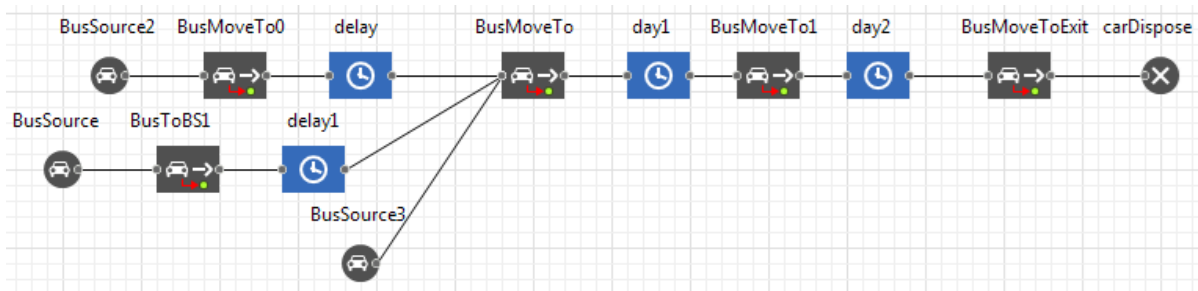 BusSource2 BusMoveTo0 delay BusMoveTo day1 BusMoveTo1 day2 BusMoveToExit carDispose
BusSource BusToBS1 delay1
BusSource3